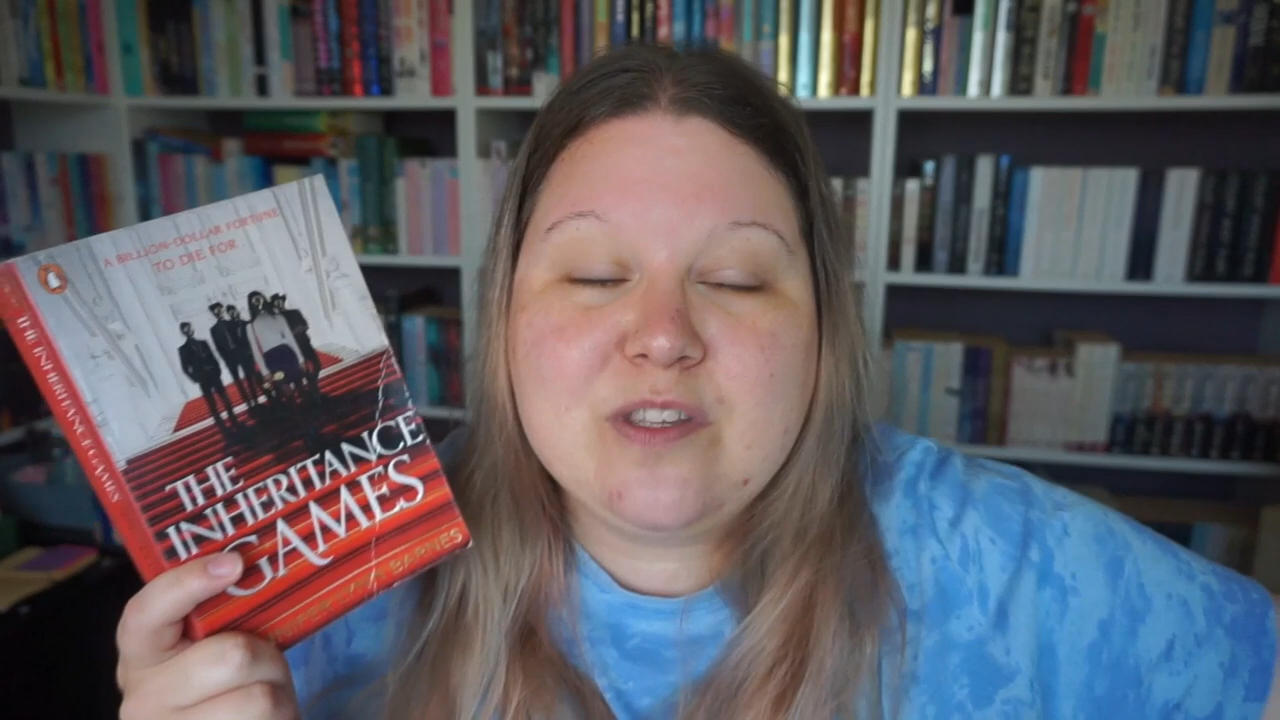 A BILLION-DOLLAR FORTUNE
TO DIE FOR
THE
INHERITANCE
GAMES
BARNES
THE INHERITANCE GAMES